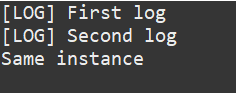 [LOG] First log
[LOG] Second log
Same instance